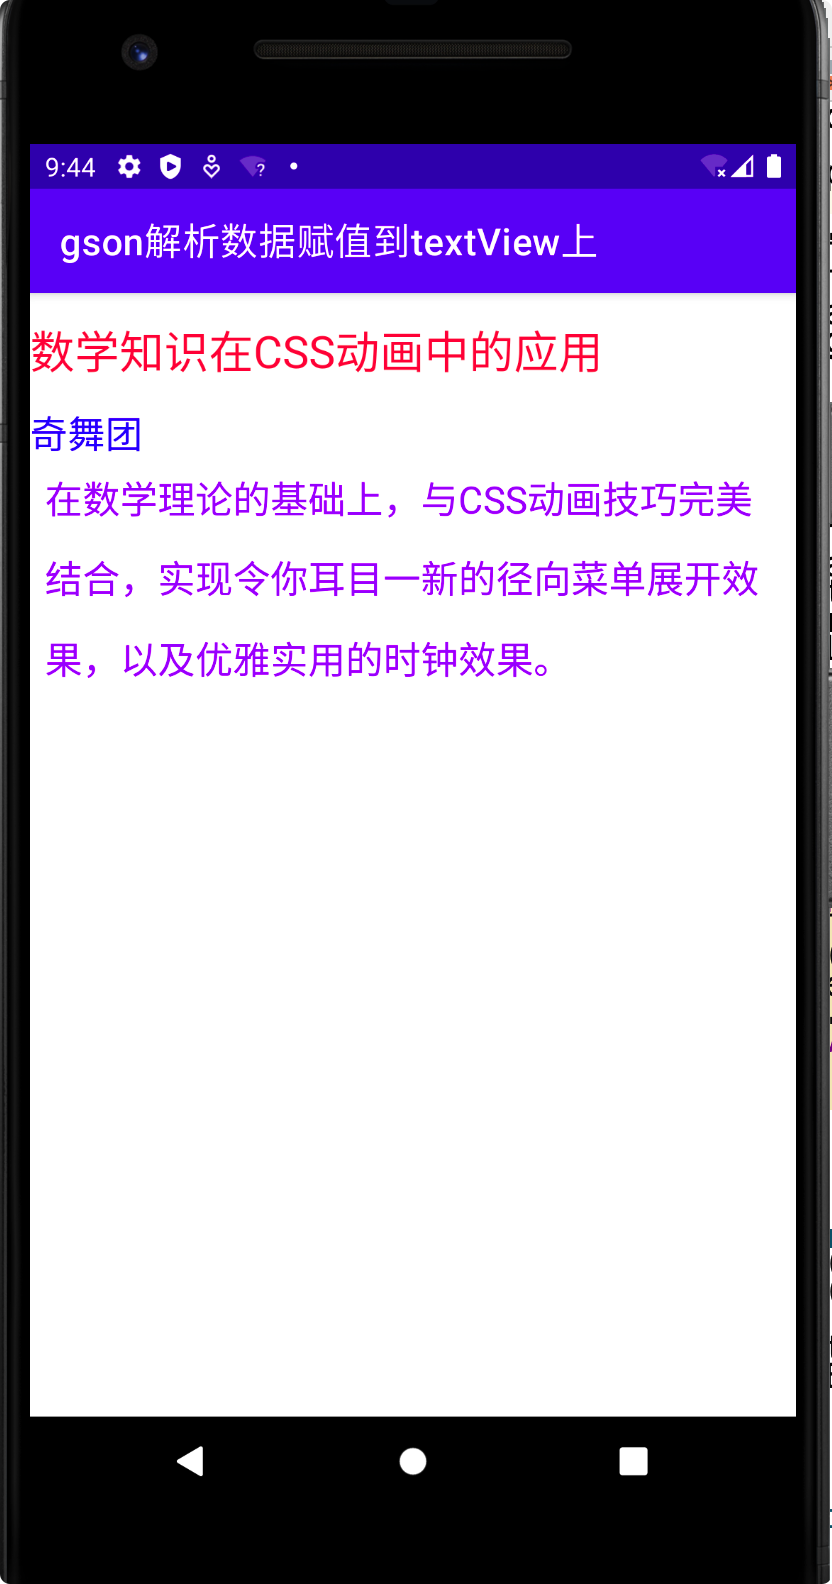 9:44
gson解析数据赋值到textView上
数学知识在CSS动画中的应用
奇舞团
在数学理论的基础上，与CSS动画技巧完美
结合，实现令你耳目一新的径向菜单展开效
果，以及优雅实用的时钟效果。